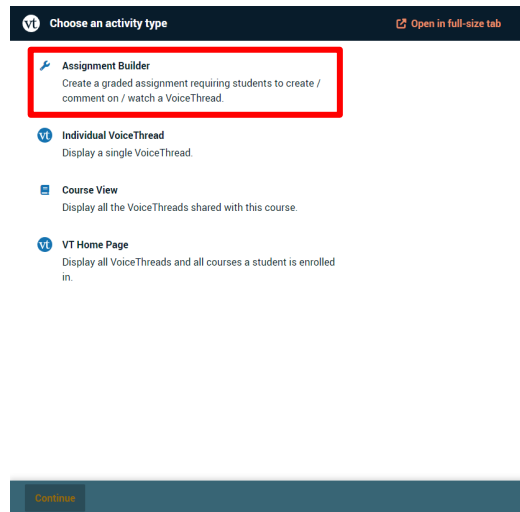 vt Choose an activity type Open in full-size tab
Assignment Builder
Create a graded assignment requiring students to create /
comment on / watch a VoiceThread.
vt Individual VoiceThread
Display a single VoiceThread.
Course View
Display all the VoiceThreads shared with this course.
vt VT Home Page
Display all VoiceThreads and all courses a student is enrolled
in.
Continue